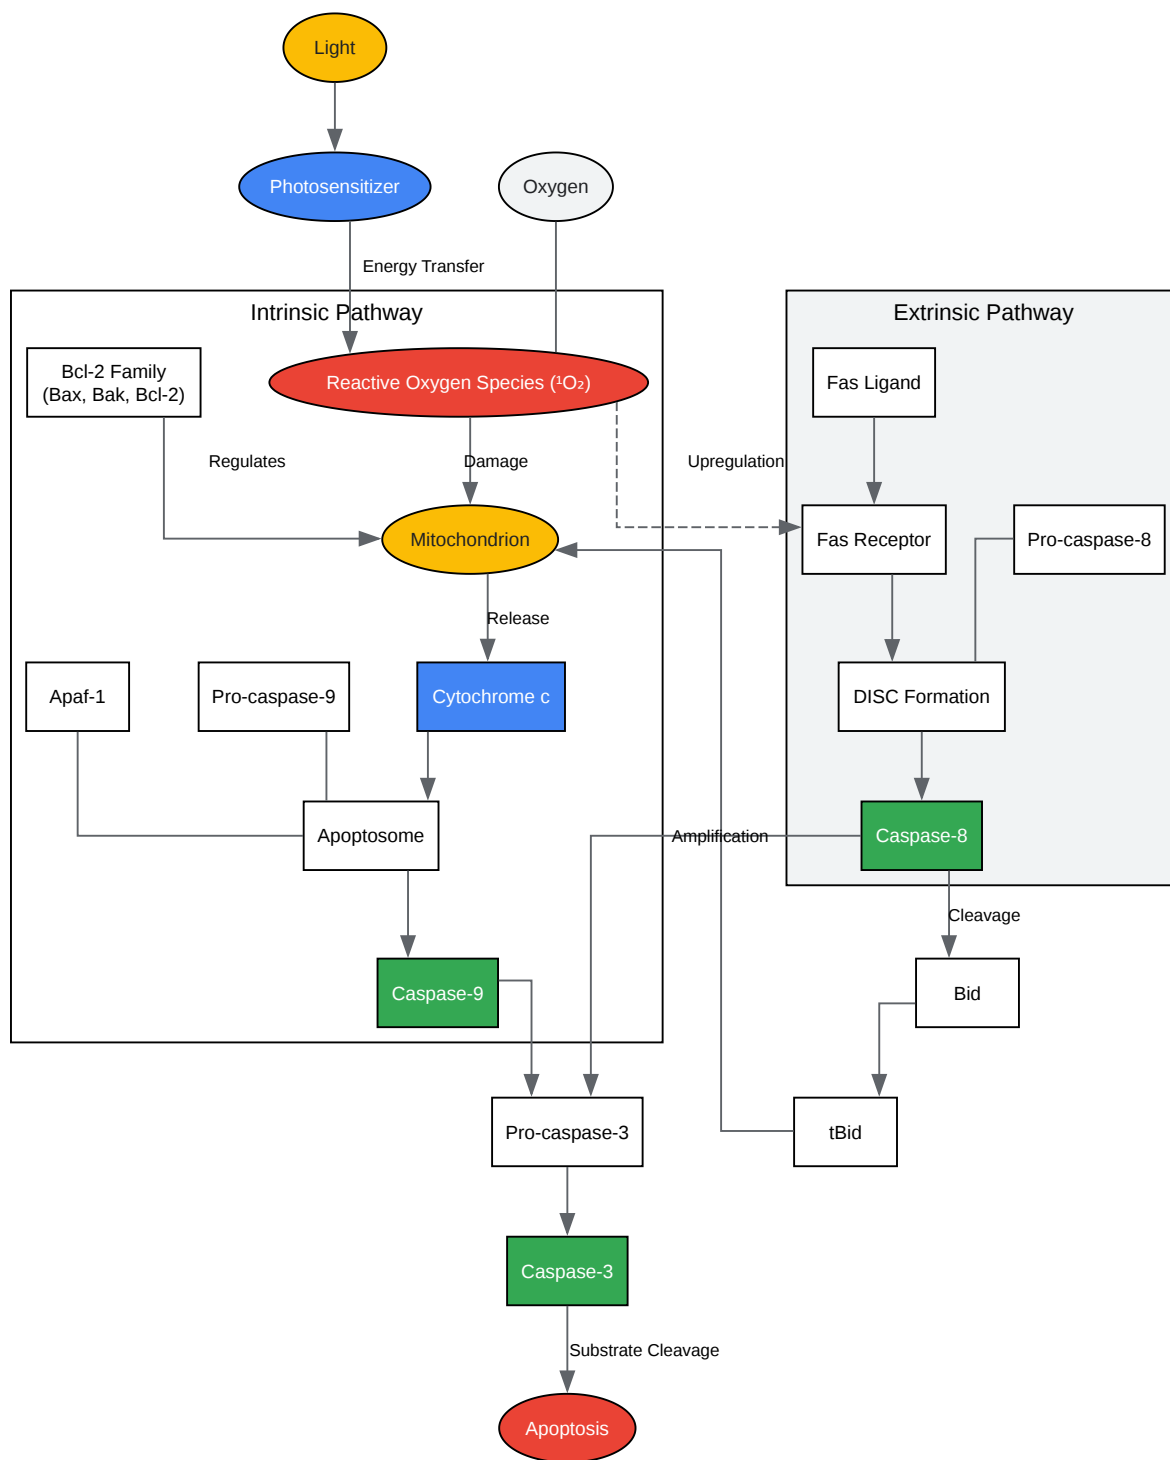 Light
Photosensitizer
Oxygen
Energy Transfer
Intrinsic Pathway
Extrinsic Pathway
Bcl-2 Family
(Bax, Bak, Bcl-2)
Reactive Oxygen Species (¹O₂)
Fas Ligand
Regulates
Damage
Upregulation
Mitochondrion
Fas Receptor
Pro-caspase-8
Release
Apaf-1
Pro-caspase-9
Cytochrome c
DISC Formation
Apoptosome
Amplification
Caspase-8
Cleavage
Caspase-9
Bid
Pro-caspase-3
tBid
Caspase-3
Substrate Cleavage
Apoptosis